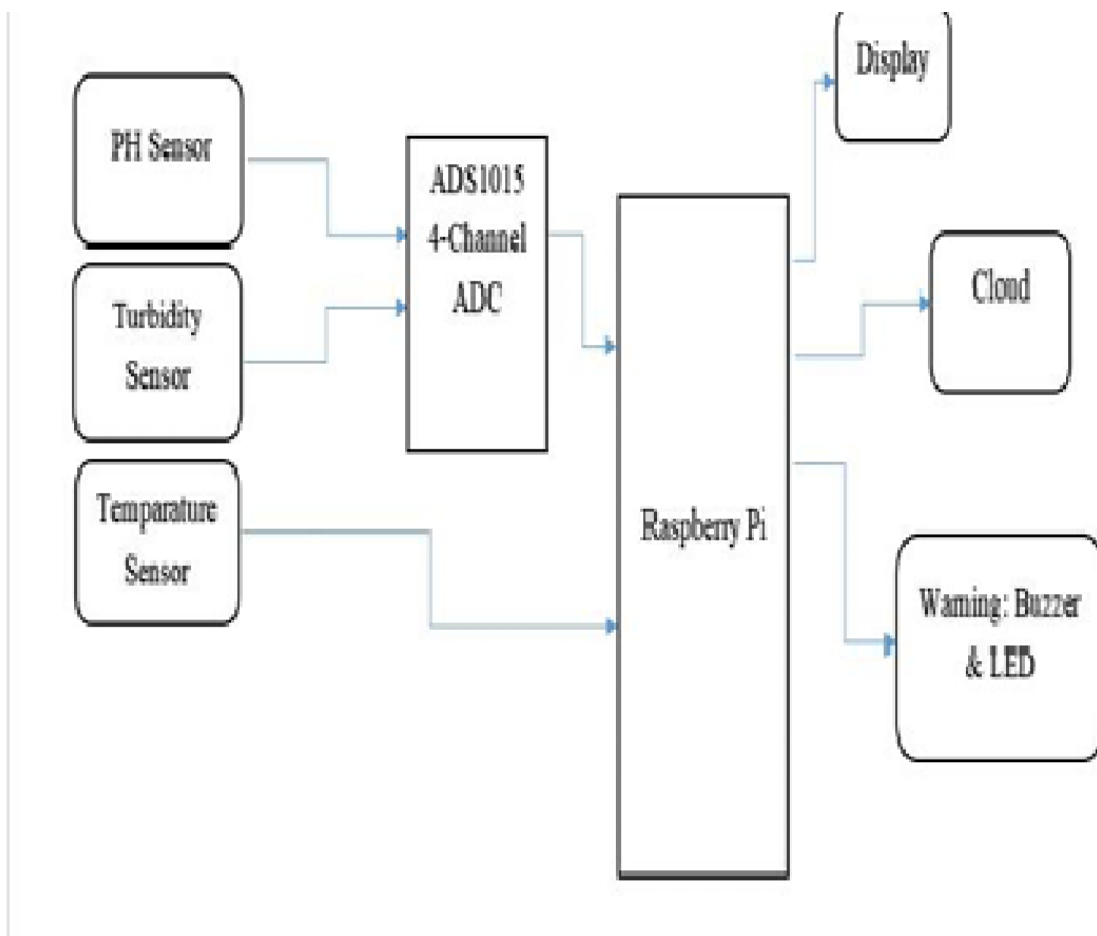 PH Sensor
Turbidity
Sensor
Temparature
Sensor
ADS1015
4-Channel
ADC
Raspberry Pi
Display
Cloud
Warning: Buzzer
& LED